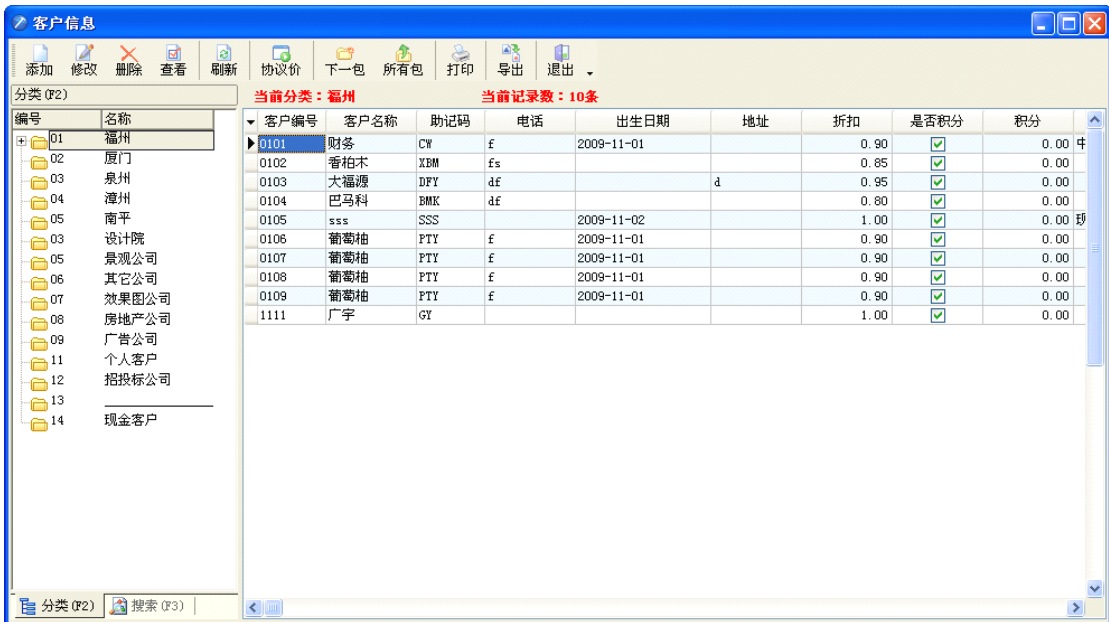 客户信息
添加 修改 删除 查看 刷新 协议价 下一包 所有包 打印 导出 退出
分类(F2) 当前分类：福州 当前记录数：10条
编号 名称
01 福州
02 厦门
03 泉州
04 漳州
05 南平
03 设计院
05 景观公司
06 其它公司
07 效果图公司
08 房地产公司
09 广告公司
11 个人客户
12 招投标公司
13 ____________
14 现金客户
客户编号 客户名称 助记码 电话 出生日期 地址 折扣 是否积分 积分
0101 财务 CW f 2009-11-01 0.90 0.00 中
0102 香柏木 XBM fs 0.85 0.00
0103 大福源 DFY df d 0.95 0.00
0104 巴马科 BMK df 0.80 0.00
0105 sss SSS 2009-11-02 1.00 0.00 现
0106 葡萄柚 PTY f 2009-11-01 0.90 0.00
0107 葡萄柚 PTY f 2009-11-01 0.90 0.00
0108 葡萄柚 PTY f 2009-11-01 0.90 0.00
0109 葡萄柚 PTY f 2009-11-01 0.90 0.00
1111 广宇 GY 1.00 0.00
分类(F2) 搜索(F3)